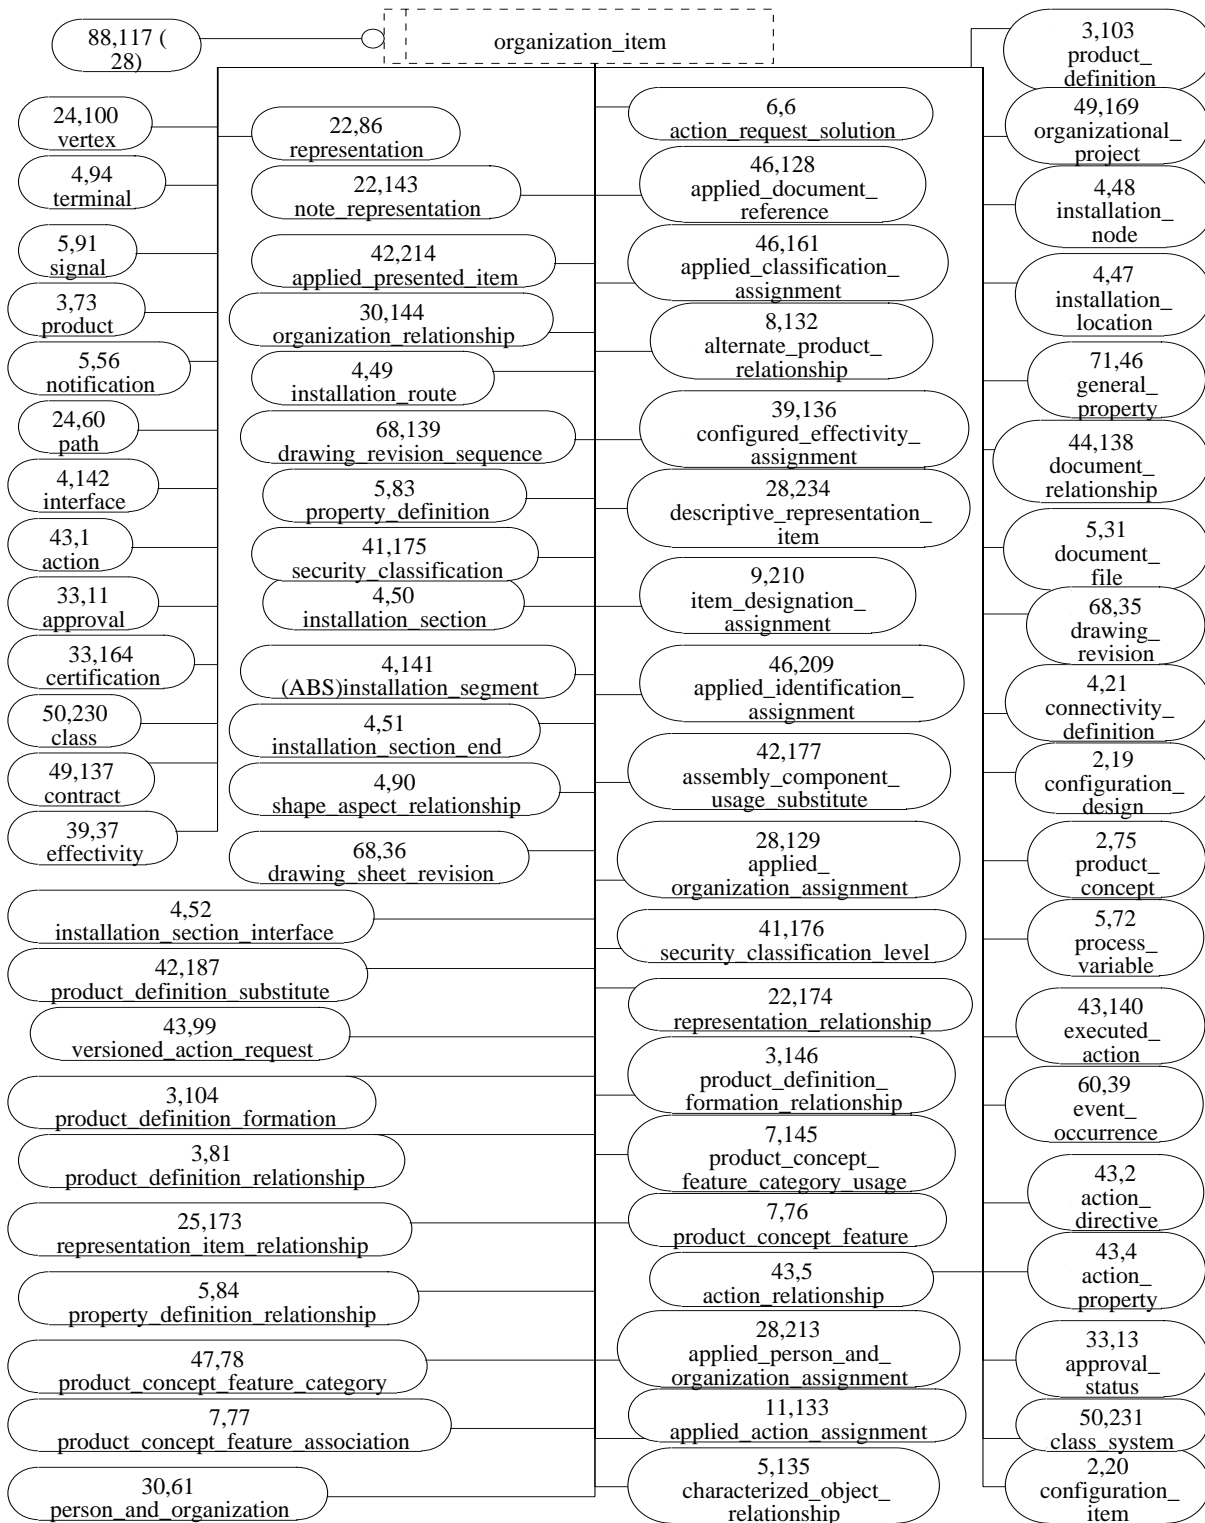 88,117 (
28)
organization_item
3,103
product_
definition
24,100
vertex
4,94
terminal
5,91
signal
3,73
product
5,56
notification
24,60
path
4,142
interface
43,1
action
33,11
approval
33,164
certification
50,230
class
49,137
contract
39,37
effectivity
22,86
representation
22,143
note_representation
42,214
applied_presented_item
30,144
organization_relationship
4,49
installation_route
68,139
drawing_revision_sequence
5,83
property_definition
41,175
security_classification
4,50
installation_section
4,141
(ABS)installation_segment
4,51
installation_section_end
4,90
shape_aspect_relationship
68,36
drawing_sheet_revision
4,52
installation_section_interface
42,187
product_definition_substitute
43,99
versioned_action_request
3,104
product_definition_formation
3,81
product_definition_relationship
25,173
representation_item_relationship
5,84
property_definition_relationship
47,78
product_concept_feature_category
7,77
product_concept_feature_association
30,61
person_and_organization
6,6
action_request_solution
46,128
applied_document_
reference
46,161
applied_classification_
assignment
8,132
alternate_product_
relationship
39,136
configured_effectivity_
assignment
28,234
descriptive_representation_
item
9,210
item_designation_
assignment
46,209
applied_identification_
assignment
42,177
assembly_component_
usage_substitute
28,129
applied_
organization_assignment
41,176
security_classification_level
22,174
representation_relationship
3,146
product_definition_
formation_relationship
7,145
product_concept_
feature_category_usage
7,76
product_concept_feature
43,5
action_relationship
28,213
applied_person_and_
organization_assignment
11,133
applied_action_assignment
5,135
characterized_object_
relationship
49,169
organizational_
project
4,48
installation_
node
4,47
installation_
location
71,46
general_
property
44,138
document_
relationship
5,31
document_
file
68,35
drawing_
revision
4,21
connectivity_
definition
2,19
configuration_
design
2,75
product_
concept
5,72
process_
variable
43,140
executed_
action
60,39
event_
occurrence
43,2
action_
directive
43,4
action_
property
33,13
approval_
status
50,231
class_system
2,20
configuration_
item